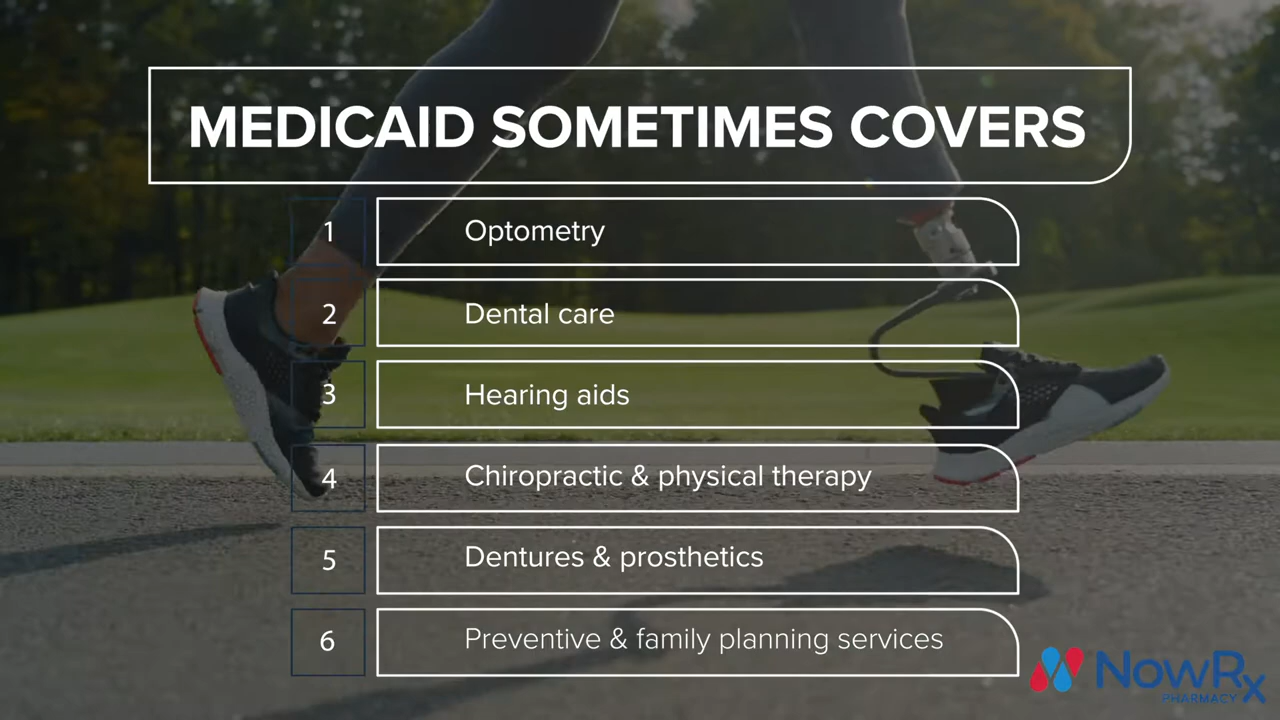 MEDICAID SOMETIMES COVERS
1 Optometry
2 Dental care
3 Hearing aids
4 Chiropractic & physical therapy
5 Dentures & prosthetics
6 Preventive & family planning services
NowRx
PHARMACY